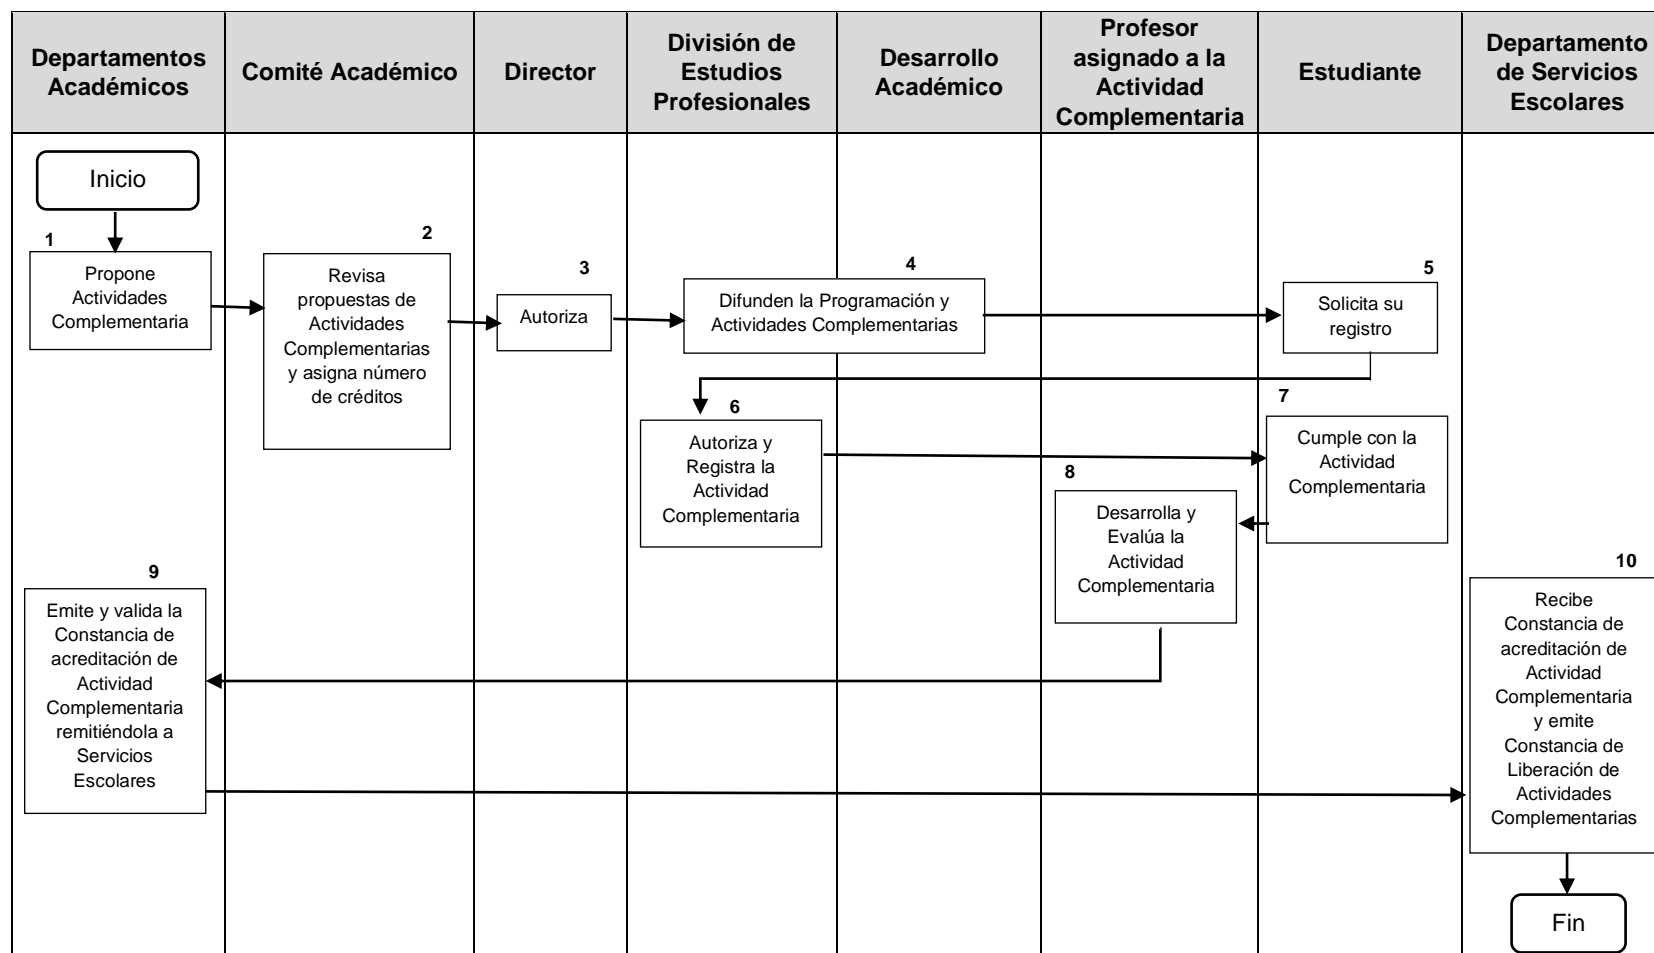 Departamentos
Académicos
Comité Académico
Director
División de
Estudios
Profesionales
Desarrollo
Académico
Profesor
asignado a la
Actividad
Complementaria
Estudiante
Departamento
de Servicios
Escolares
Inicio
1
Propone
Actividades
Complementaria
2
Revisa
propuestas de
Actividades
Complementarias
y asigna número
de créditos
3
Autoriza
4
Difunden la Programación y
Actividades Complementarias
5
Solicita su
registro
6
Autoriza y
Registra la
Actividad
Complementaria
7
Cumple con la
Actividad
Complementaria
8
Desarrolla y
Evalúa la
Actividad
Complementaria
9
Emite y valida la
Constancia de
acreditación de
Actividad
Complementaria
remitiéndola a
Servicios
Escolares
10
Recibe
Constancia de
acreditación de
Actividad
Complementaria
y emite
Constancia de
Liberación de
Actividades
Complementarias
Fin